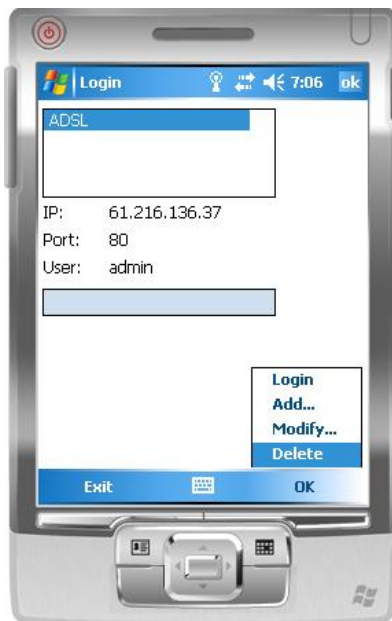 Login 7:06 ok
ADSL
IP: 61.216.136.37
Port: 80
User: admin
Login
Add...
Modify...
Delete
Exit OK